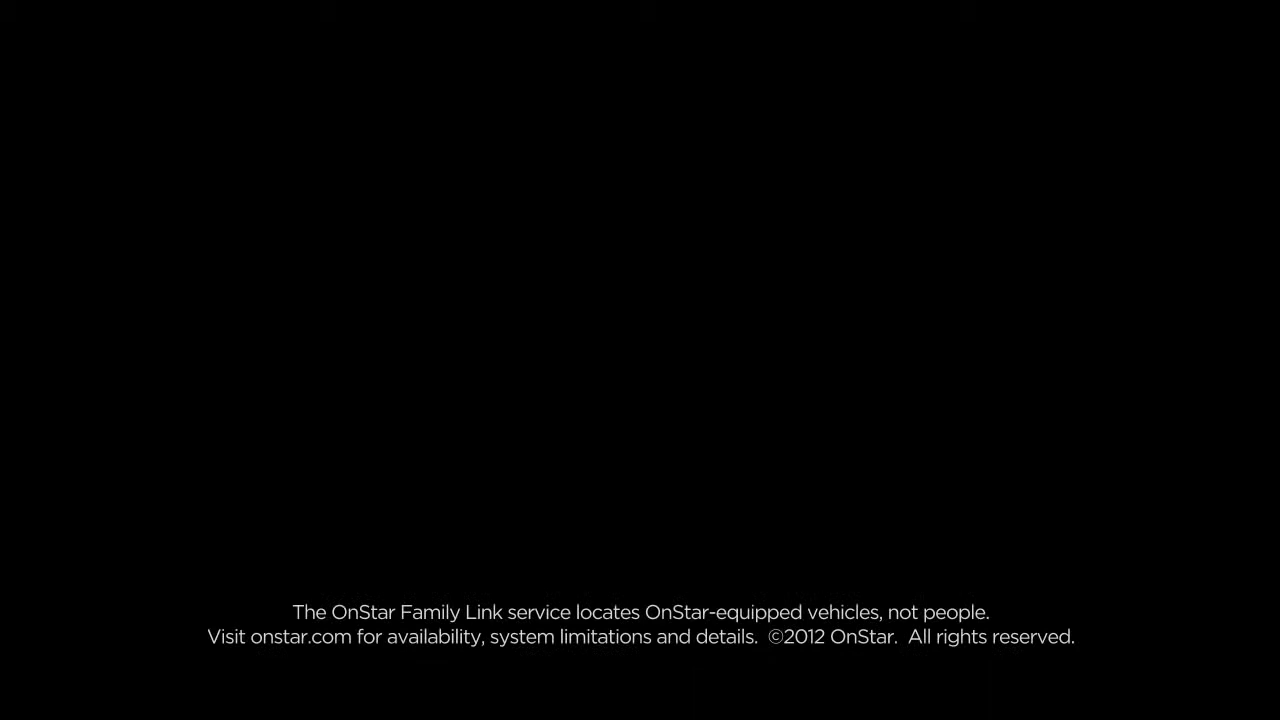 The OnStar Family Link service locates OnStar-equipped vehicles, not people.
Visit onstar.com for availability, system limitations and details.  ©2012 OnStar.  All rights reserved.